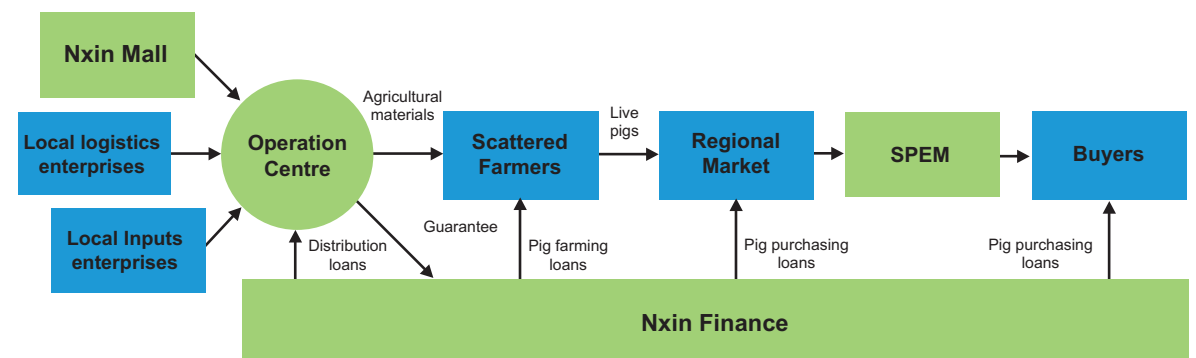 Nxin Mall
Local logistics
enterprises
Local Inputs
enterprises
Operation
Centre
Agricultural
materials
Scattered
Farmers
Live
pigs
Regional
Market
SPEM
Buyers
Distribution
loans
Guarantee
Pig farming
loans
Pig purchasing
loans
Pig purchasing
loans
Nxin Finance